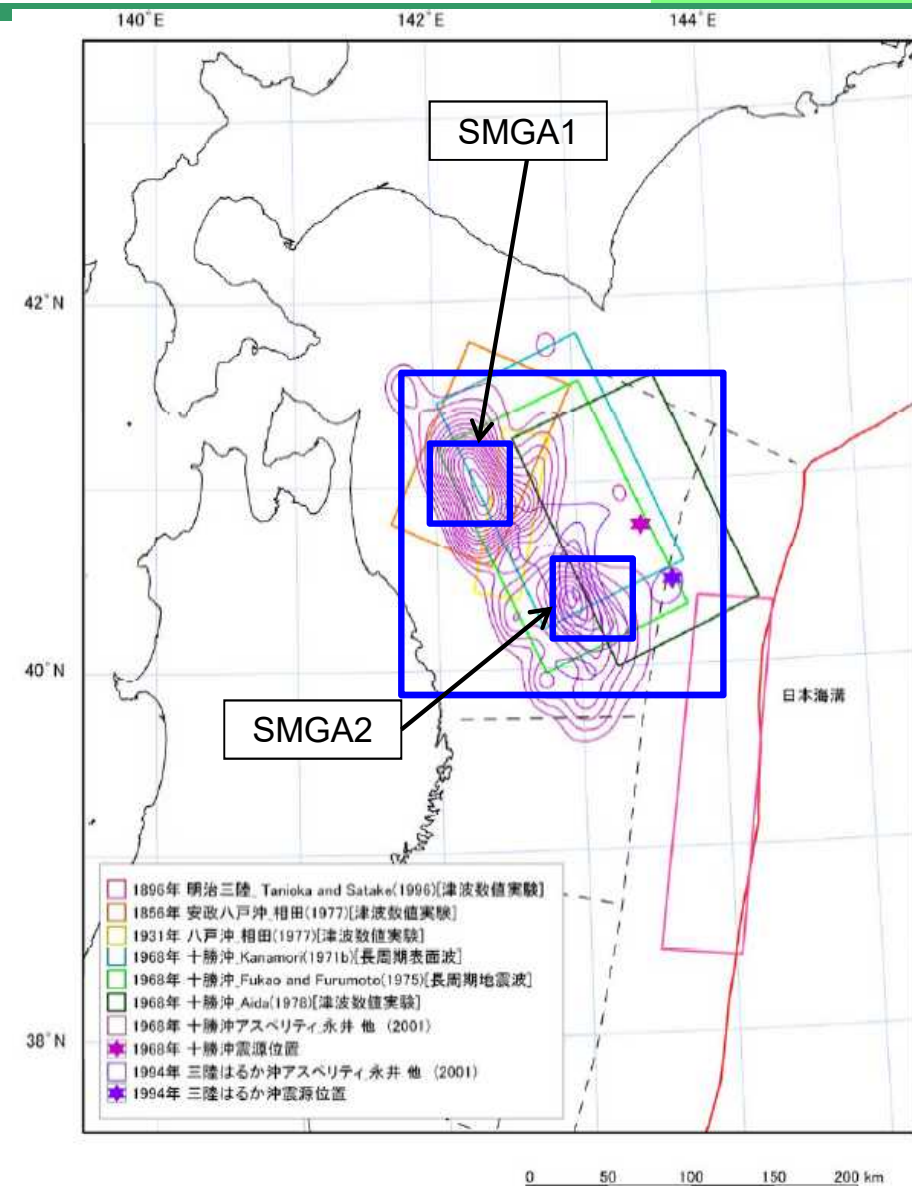 140°E
142°E
144°E
SMGA1
42°N
40°N
日本海溝
SMGA2
1896年 明治三陸_Tanioka and Satake(1996)[津波数値実験]
1856年 安政八戸沖_相田(1977)[津波数値実験]
1931年 八戸沖_相田(1977)[津波数値実験]
1968年 十勝沖_Kanamori(1971b)[長周期表面波]
1968年 十勝沖_Fukao and Furumoto(1975)[長周期地震波]
1968年 十勝沖_Aida(1978)[津波数値実験]
1968年 十勝沖アスペリティ_永井 他 (2001)
1968年 十勝沖震源位置
1994年 三陸はるか沖アスペリティ_永井 他 (2001)
1994年 三陸はるか沖震源位置
38°N
0 50 100 150 200 km